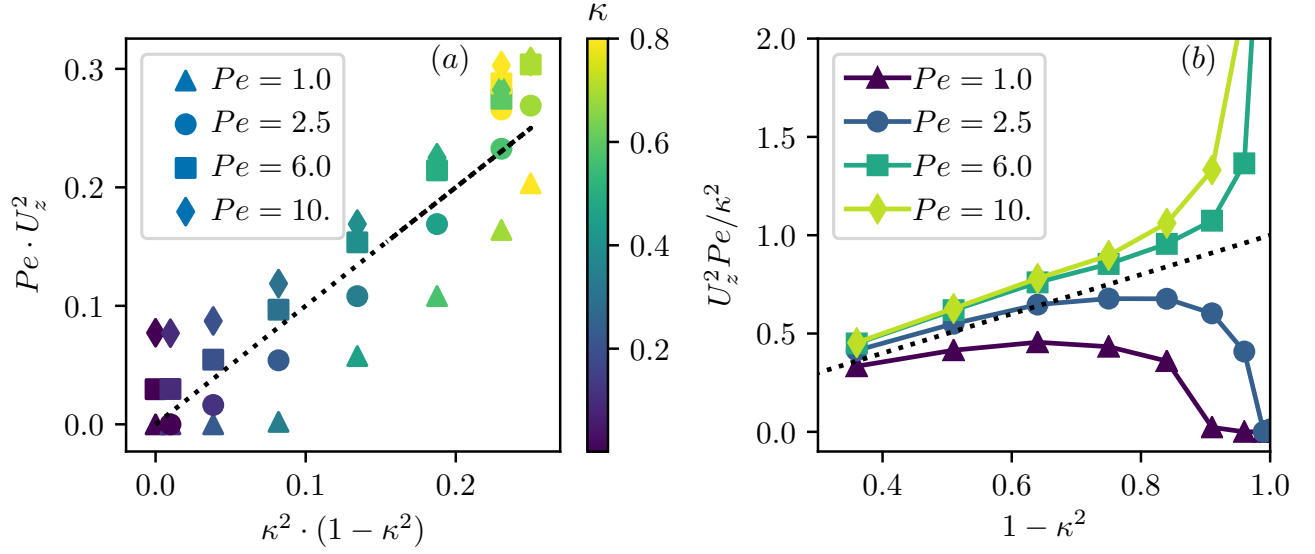 κ
(a)
Pe = 1.0
Pe = 2.5
Pe = 6.0
Pe = 10.
0.3
0.2
0.1
0.0
Pe · U_z^2
0.0 0.1 0.2
κ^2 · (1 − κ^2)
0.8
0.6
0.4
0.2
(b)
Pe = 1.0
Pe = 2.5
Pe = 6.0
Pe = 10.
2.0
1.5
1.0
0.5
0.0
U_z^2 Pe/κ^2
0.4 0.6 0.8 1.0
1 − κ^2